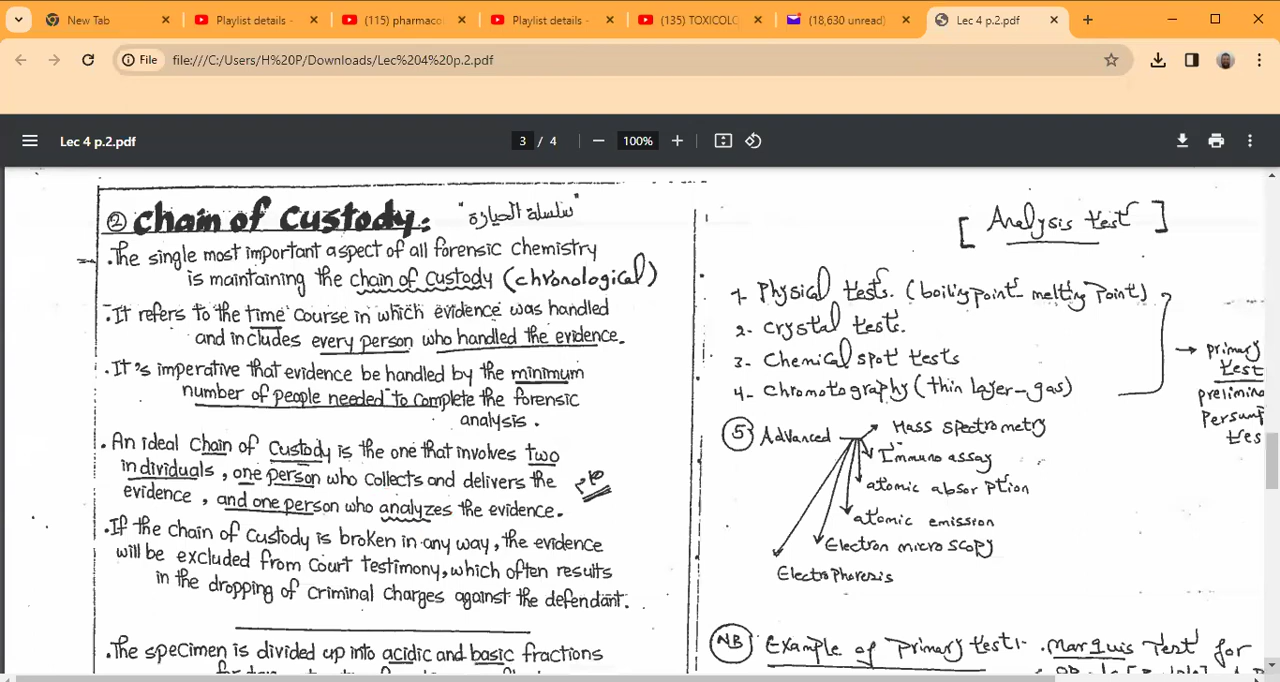 New Tab
Playlist details -
(115) pharmaco
Playlist details -
(135) TOXICOLC
(18,630 unread)
Lec 4 p.2.pdf
File
file:///C:/Users/H%20P/Downloads/Lec%204%20p.2.pdf
Lec 4 p.2.pdf
3 / 4
100%
② Chain of Custody: "سلسلة الحيازة"
.The single most important aspect of all forensic Chemistry
is maintaining the chain of Custody (chronological)
.It refers to the time Course in which evidence was handled
and includes every person who handled the evidence.
.It's imperative that evidence be handled by the minimum
number of people needed to complete the forensic
analysis.
.An ideal Chain of Custody is the one that involves two
individuals, one person who collects and delivers the
evidence, and one person who analyzes the evidence.
.If the chain of Custody is broken in any way, the evidence
will be excluded from Court testimony, which often results
in the dropping of Criminal Charges against the defendant.
.The specimen is divided up into acidic and basic fractions
[ Analysis test ]
1- Physical tests. (boiling point - melting point)
2- Crystal tests.
3- Chemical spot tests
4- Chromotography (thin layer - gas)
primary
test
prelimina
Persumt
tes
⑤ Advanced
Mass spectrometry
Immuno assay
atomic absorption
atomic emission
Electron microscopy
Electrophoresis
NB Example of primary test:. Marquis Test for